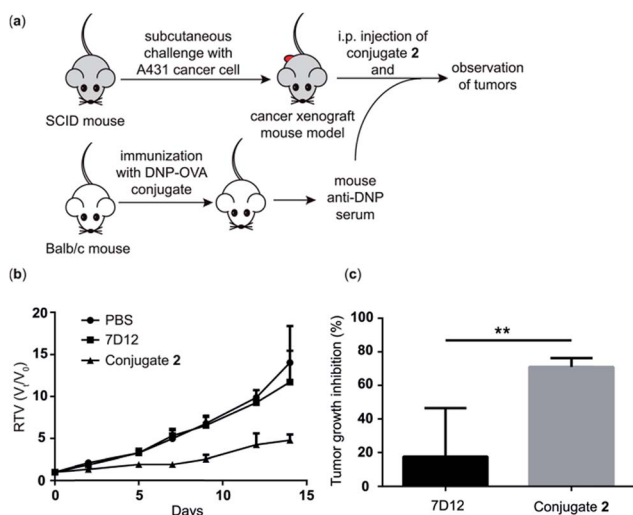 (a)
subcutaneous
challenge with
A431 cancer cell
i.p. injection of
conjugate 2
and
observation
of tumors
SCID mouse
cancer xenograft
mouse model
immunization
with DNP-OVA
conjugate
mouse
anti-DNP
serum
Balb/c mouse
(b)
RTV (Vt/V0)
20
15
10
5
0
PBS
7D12
Conjugate 2
0
5
10
15
Days
(c)
Tumor growth inhibition (%)
100
80
60
40
20
0
**
7D12
Conjugate 2